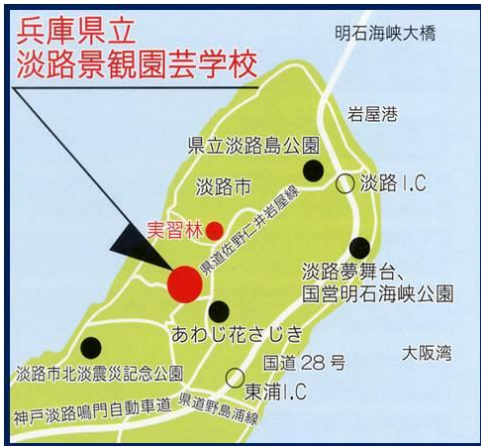 兵庫県立
淡路景観園芸学校
明石海峡大橋
岩屋港
県立淡路島公園
淡路市
淡路I.C
実習林
県道佐野仁井岩屋線
淡路夢舞台、
国営明石海峡公園
あわじ花さじき
大阪湾
国道28号
淡路市北淡震災記念公園
東浦I.C
県道野島浦線
神戸淡路鳴門自動車道